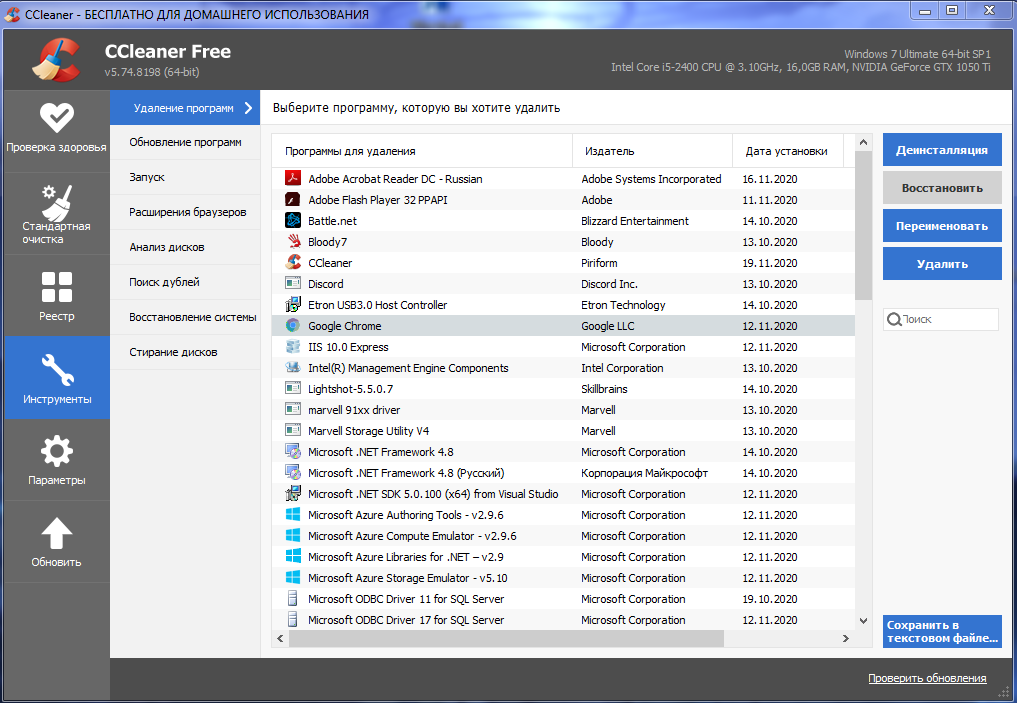 CCleaner - БЕСПЛАТНО ДЛЯ ДОМАШНЕГО ИСПОЛЬЗОВАНИЯ
CCleaner Free
v5.74.8198 (64-bit)
Windows 7 Ultimate 64-bit SP1
Intel Core i5-2400 CPU @ 3.10GHz, 16,0GB RAM, NVIDIA GeForce GTX 1050 Ti
Проверка здоровья
Стандартная
очистка
Реестр
Инструменты
Параметры
Обновить
Удаление программ
Обновление программ
Запуск
Расширения браузеров
Анализ дисков
Поиск дублей
Восстановление системы
Стирание дисков
Выберите программу, которую вы хотите удалить
Программы для удаления Издатель Дата установки
Adobe Acrobat Reader DC - Russian Adobe Systems Incorporated 16.11.2020
Adobe Flash Player 32 PPAPI Adobe 11.11.2020
Battle.net Blizzard Entertainment 14.10.2020
Bloody7 Bloody 13.10.2020
CCleaner Piriform 19.11.2020
Discord Discord Inc. 13.10.2020
Etron USB3.0 Host Controller Etron Technology 14.10.2020
Google Chrome Google LLC 12.11.2020
IIS 10.0 Express Microsoft Corporation 12.11.2020
Intel(R) Management Engine Components Intel Corporation 13.10.2020
Lightshot-5.5.0.7 Skillbrains 14.10.2020
marvell 91xx driver Marvell 13.10.2020
Marvell Storage Utility V4 Marvell 13.10.2020
Microsoft .NET Framework 4.8 Microsoft Corporation 14.10.2020
Microsoft .NET Framework 4.8 (Русский) Корпорация Майкрософт 14.10.2020
Microsoft .NET SDK 5.0.100 (x64) from Visual Studio Microsoft Corporation 12.11.2020
Microsoft Azure Authoring Tools - v2.9.6 Microsoft Corporation 12.11.2020
Microsoft Azure Compute Emulator - v2.9.6 Microsoft Corporation 12.11.2020
Microsoft Azure Libraries for .NET – v2.9 Microsoft Corporation 12.11.2020
Microsoft Azure Storage Emulator - v5.10 Microsoft Corporation 12.11.2020
Microsoft ODBC Driver 11 for SQL Server Microsoft Corporation 19.10.2020
Microsoft ODBC Driver 17 for SQL Server Microsoft Corporation 12.11.2020
Деинсталляция
Восстановить
Переименовать
Удалить
Поиск
Сохранить в
текстовом файле...
Проверить обновления